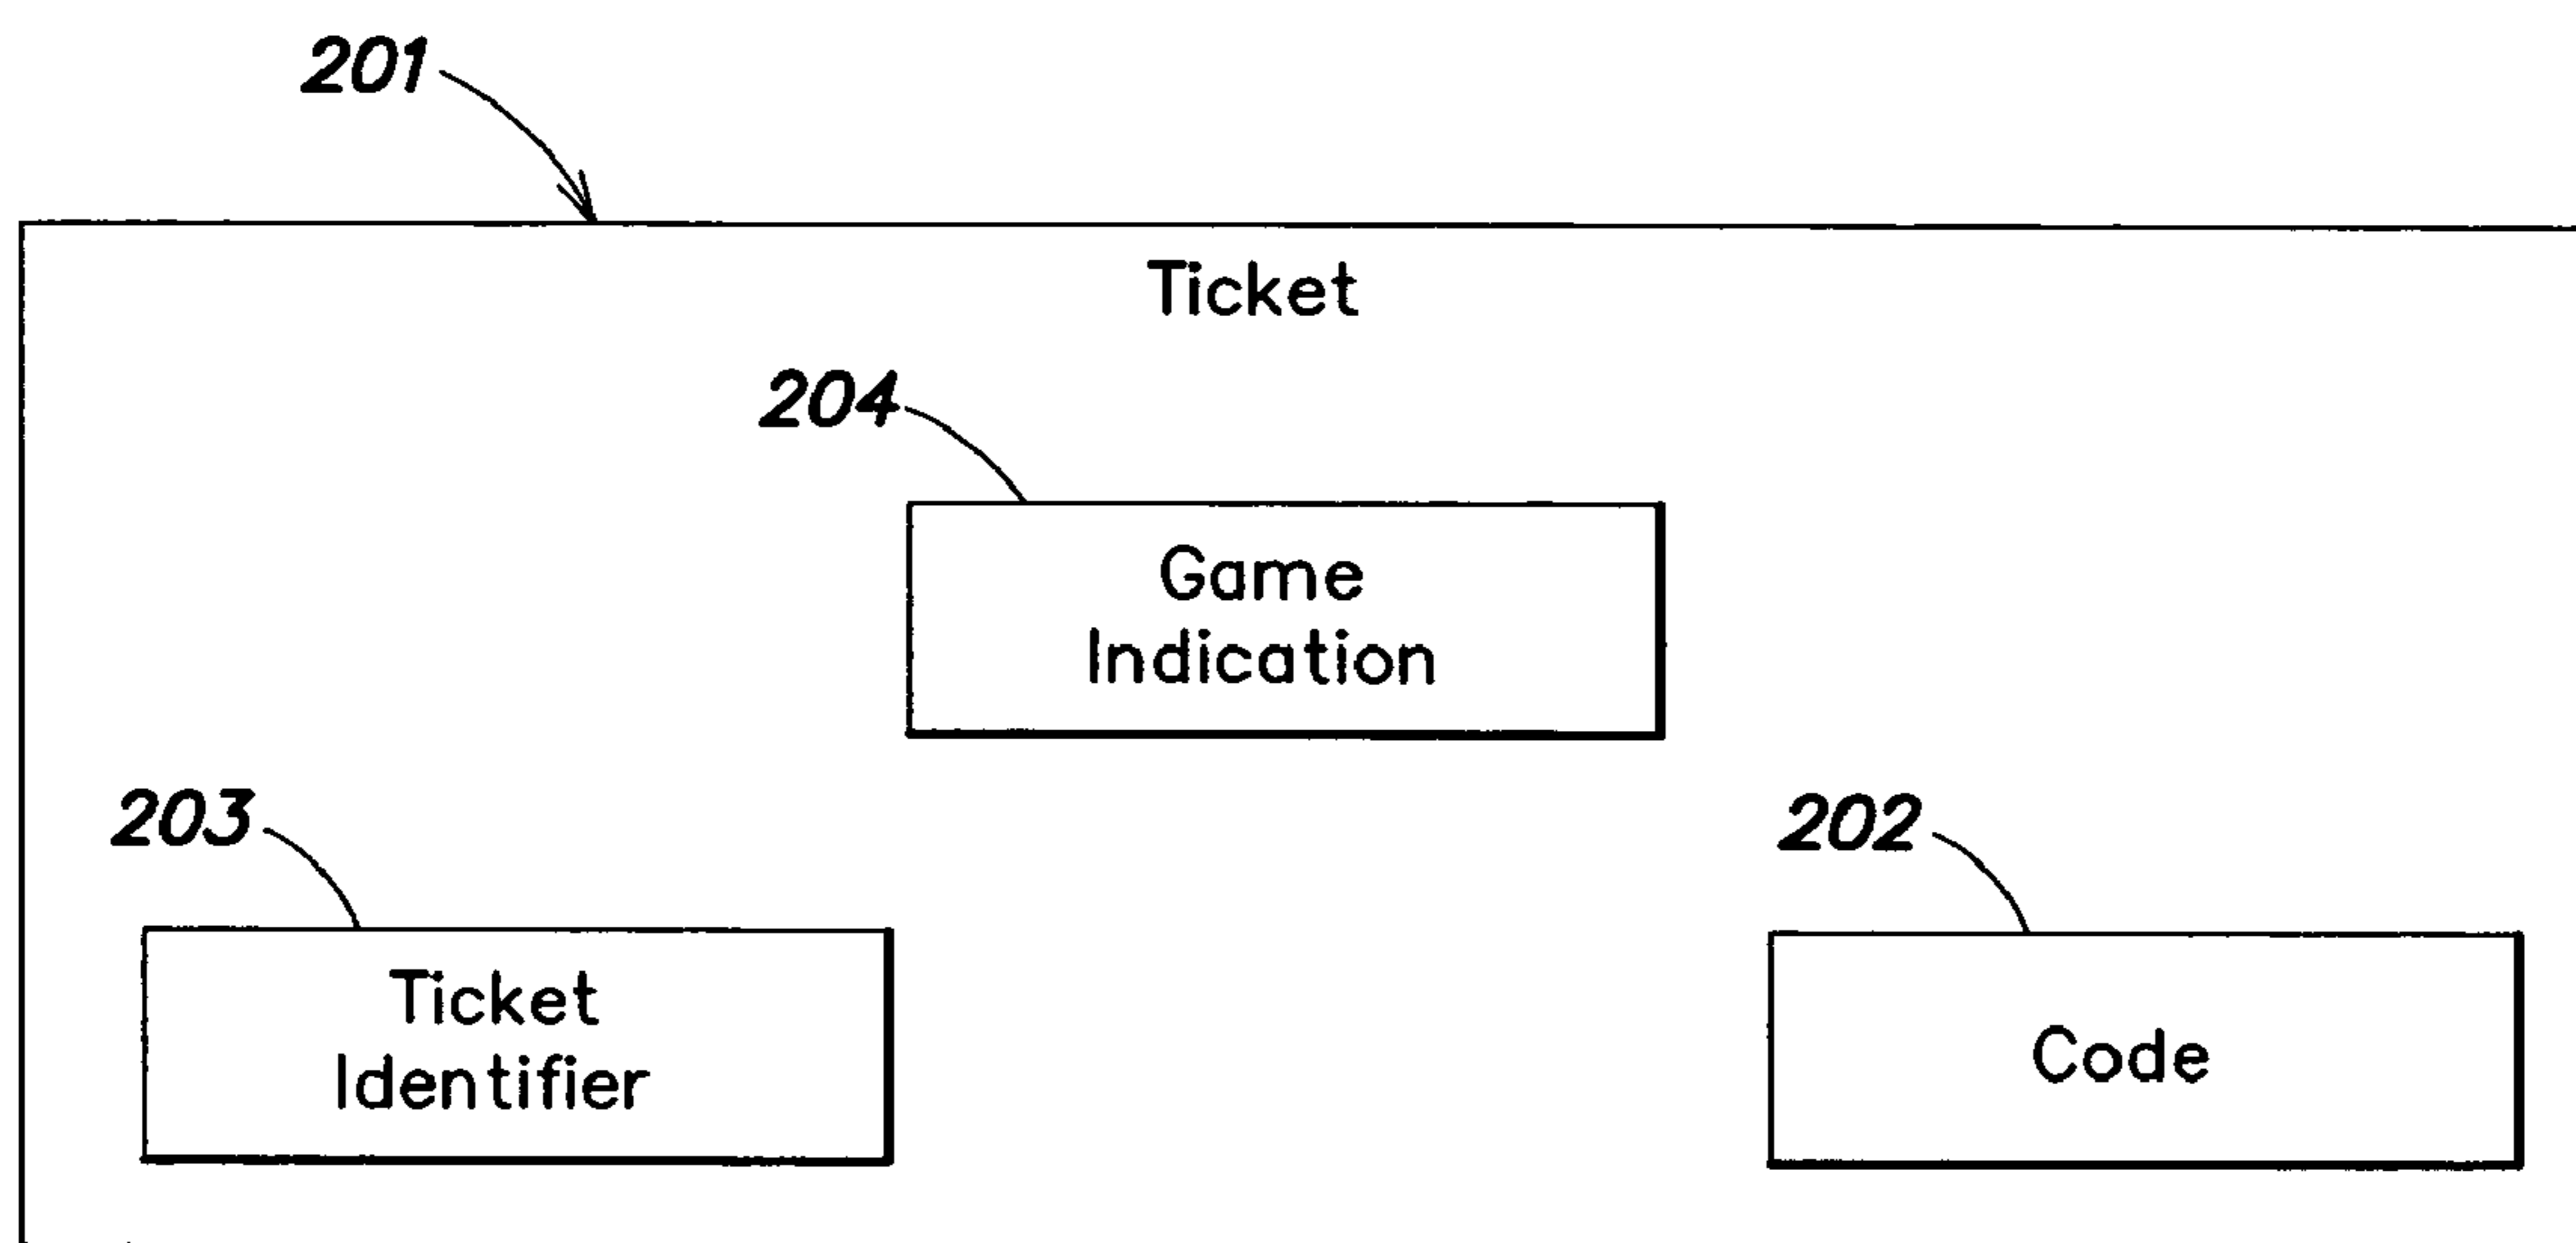 201
Ticket
204
Game
Indication
203
Ticket
Identifier
202
Code